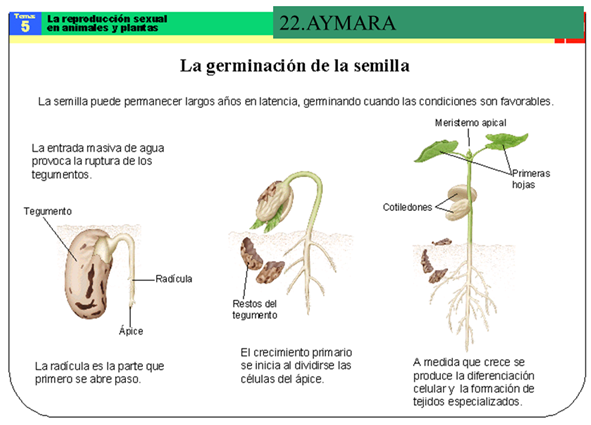 Tema:
5
La reproducción sexual
en animales y plantas
22.AYMARA
La germinación de la semilla
La semilla puede permanecer largos años en latencia, germinando cuando las condiciones son favorables.
La entrada masiva de agua
provoca la ruptura de los
tegumentos.
Tegumento
Radícula
Ápice
La radícula es la parte que
primero se abre paso.
Restos del
tegumento
El crecimiento primario
se inicia al dividirse las
células del ápice.
Meristemo apical
Primeras
hojas
Cotiledones
A medida que crece se
produce la diferenciación
celular y la formación de
tejidos especializados.